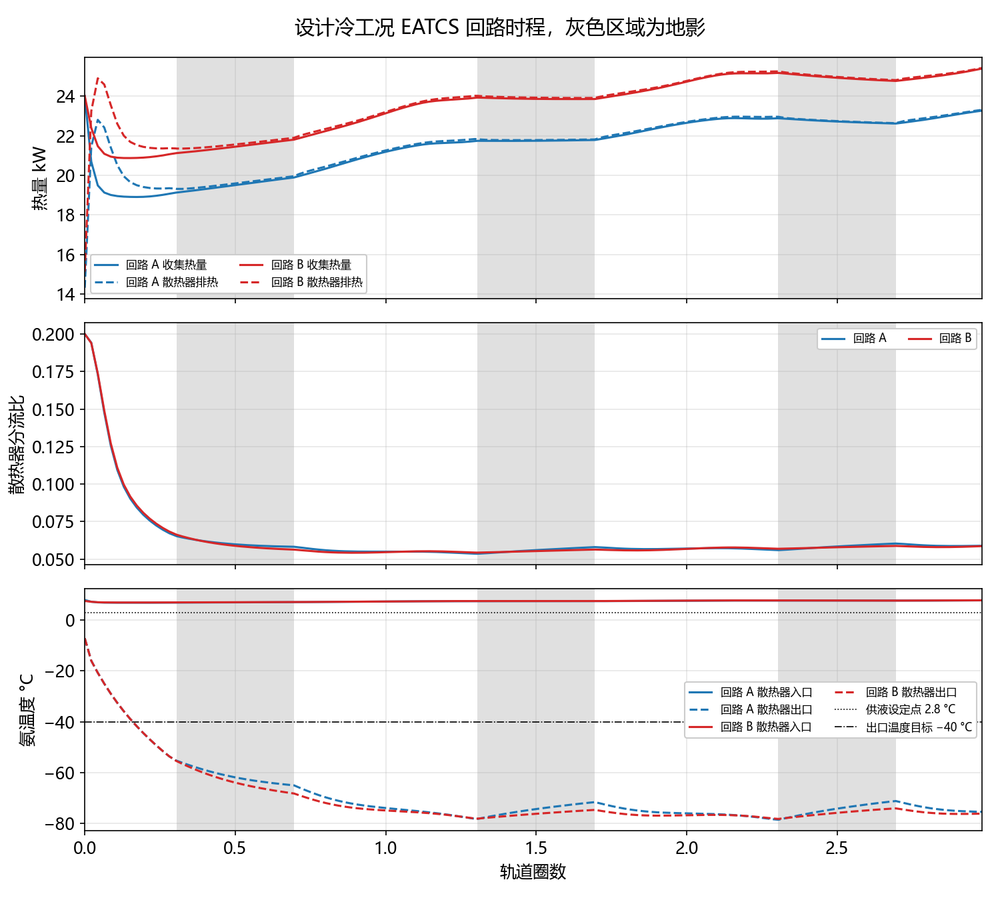 设计冷工况 EATCS 回路时程，灰色区域为地影
热量 kW
24
22
20
18
16
14
回路 A 收集热量
回路 A 散热器排热
回路 B 收集热量
回路 B 散热器排热
散热器分流比
0.200
0.175
0.150
0.125
0.100
0.075
0.050
回路 A
回路 B
氨温度 °C
0
−20
−40
−60
−80
回路 A 散热器入口
回路 A 散热器出口
回路 B 散热器入口
回路 B 散热器出口
供液设定点 2.8 °C
出口温度目标 −40 °C
0.0
0.5
1.0
1.5
2.0
2.5
轨道圈数